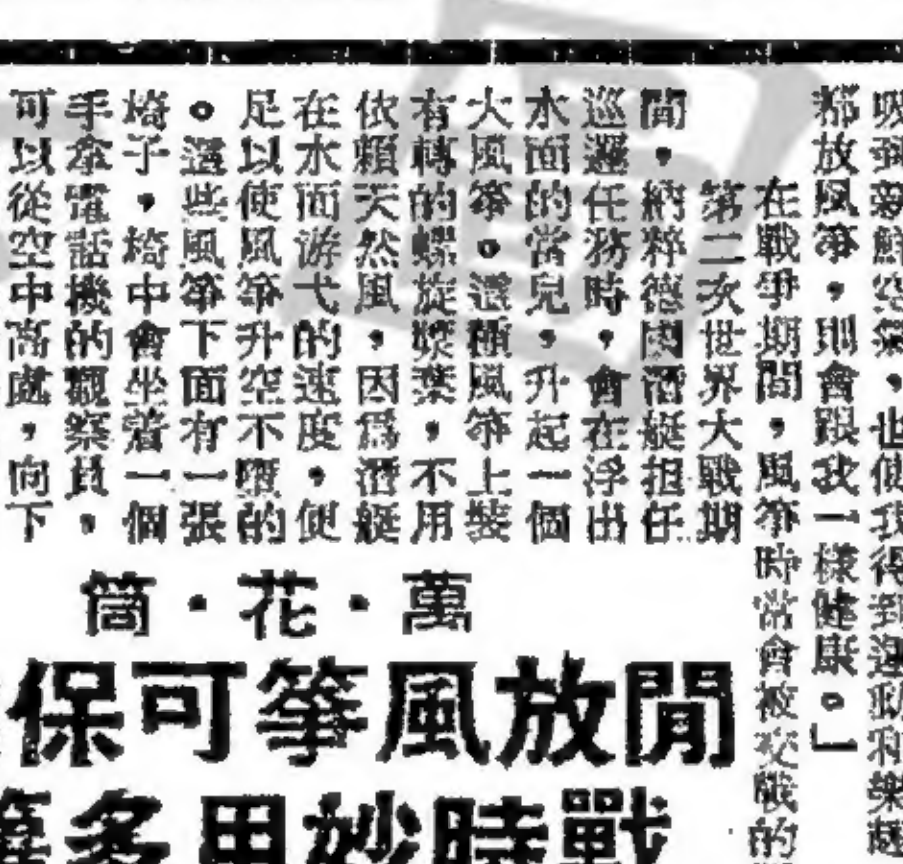 吸到新鮮空氣，也使我得到運動和樂趣
都放風箏，則會跟我一樣健康。」
在戰爭期間，風箏時常會被交戰的
第二次世界大戰期
間，納粹德國潛艇担任
巡邏任務時，會在浮出
水面的當兒，升起一個
大風箏。這種風箏上裝
有轉的螺旋槳葉，不用
依賴天然風，因爲潛艇
在水面游弋的速度，便
足以使風箏升空不墮的
。這些風箏下面有一張
椅子，椅中會坐着一個
手拿電話機的觀察員，
可以從空中高處，向下
萬·花·筒
閒放風箏可保
戰時妙用多